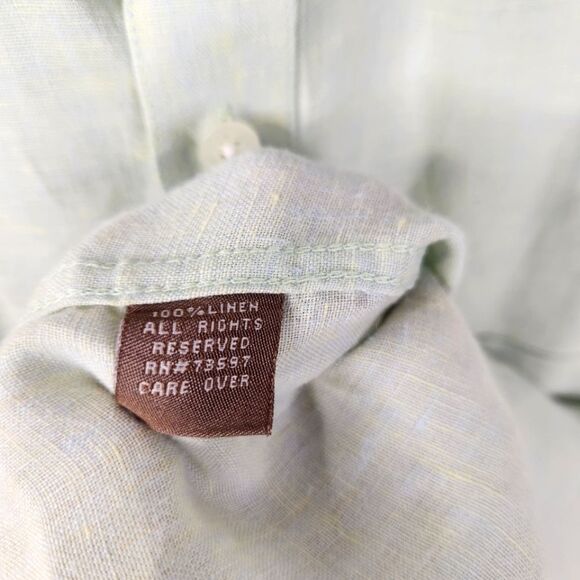 100% LINEN
ALL RIGHTS
RESERVED
RN# 73597
CARE OVER